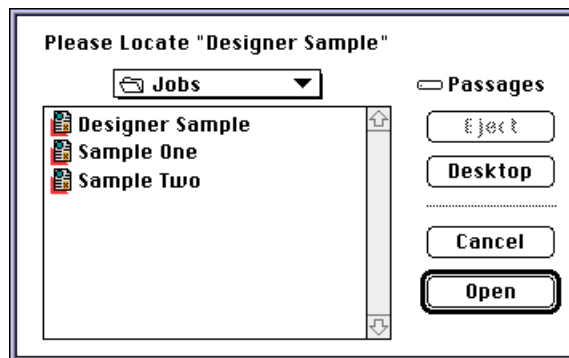 Please Locate "Designer Sample"
Jobs
Passages
Designer Sample
Sample One
Sample Two
Eject
Desktop
Cancel
Open